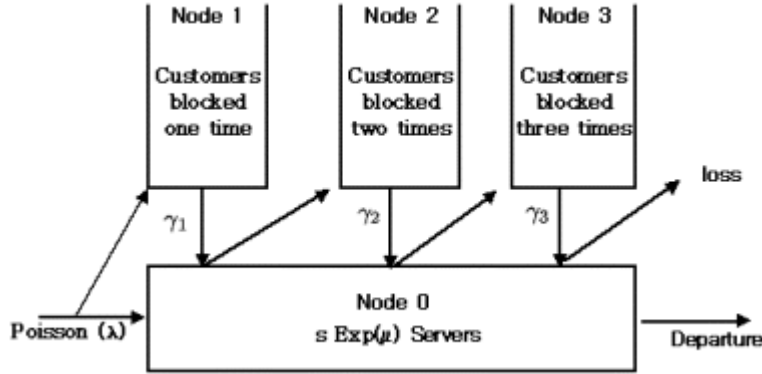 Node 1
Customers
blocked
one time
Node 2
Customers
blocked
two times
Node 3
Customers
blocked
three times
loss
γ1
γ2
γ3
Poisson (λ)
Node 0
s Exp(μ) Servers
Departure